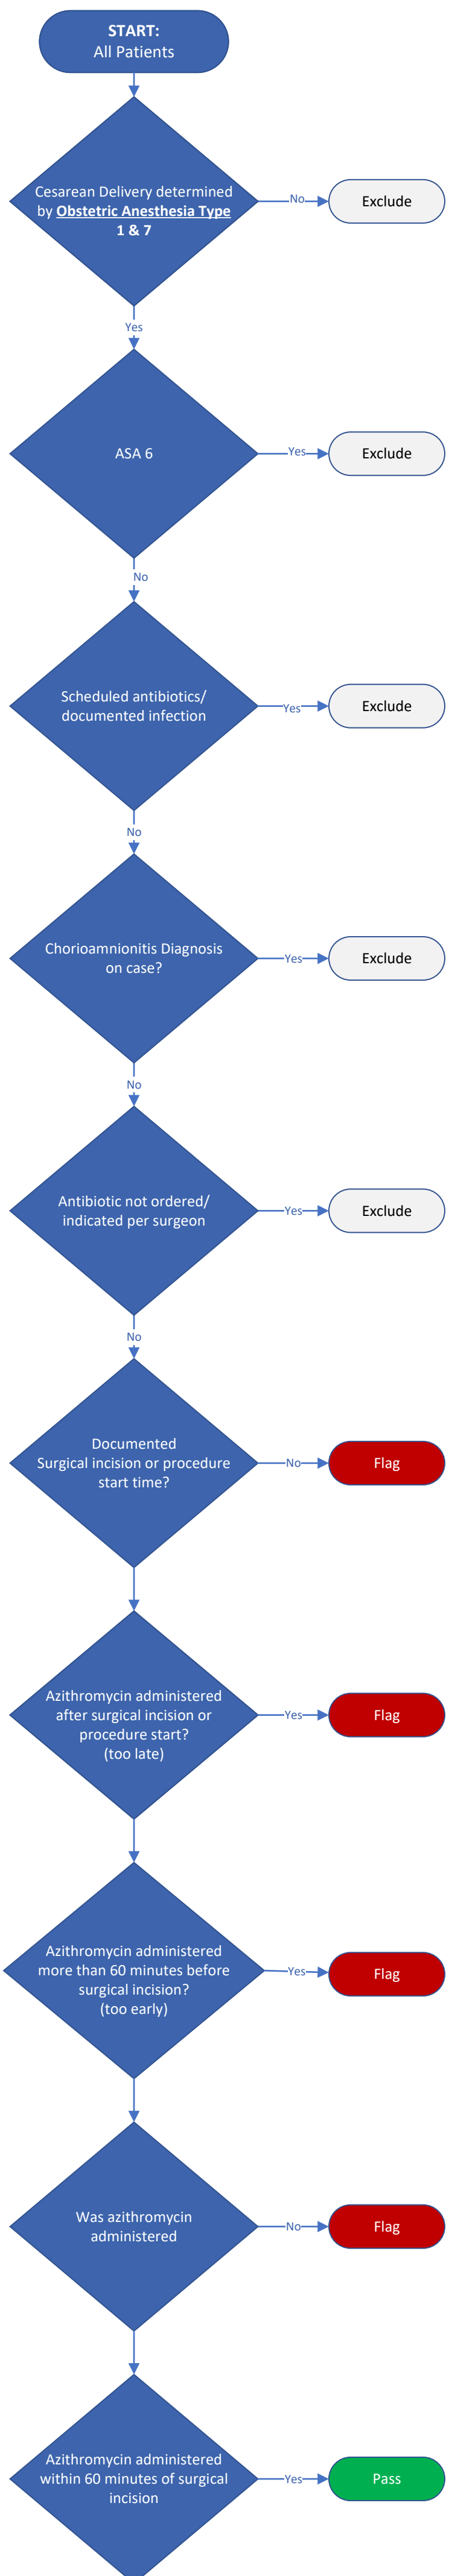 START:
All Patients
Cesarean Delivery determined
by Obstetric Anesthesia Type
1 & 7
No
Exclude
Yes
ASA 6
Yes
Exclude
No
Scheduled antibiotics/
documented infection
Yes
Exclude
No
Chorioamnionitis Diagnosis
on case?
Yes
Exclude
No
Antibiotic not ordered/
indicated per surgeon
Yes
Exclude
No
Documented
Surgical incision or procedure
start time?
No
Flag
Azithromycin administered
after surgical incision or
procedure start?
(too late)
Yes
Flag
Azithromycin administered
more than 60 minutes before
surgical incision?
(too early)
Yes
Flag
Was azithromycin
administered
No
Flag
Azithromycin administered
within 60 minutes of surgical
incision
Yes
Pass